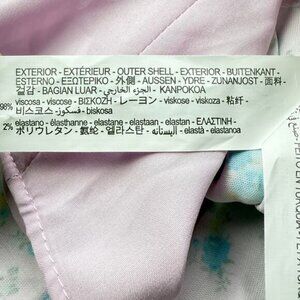 EXTERIOR - EXTÉRIEUR - OUTER SHELL - EXTERIOR - BUITENKANT -
ESTERNO - ΕΞΩΤΕΡΙΚΟ - 外側 - AUSSEN - YDRE - ZUNANJOST - 面料 -
겉감 - BAGIAN LUAR - الجزء الخارجي - KANPOKOA
98% viscosa - viscose - ΒΙΣΚΟΖΗ - レーヨン - viskose - viskoza - 粘纤 -
비스코스 - فسكوز - biskosa
2% elastano - élasthanne - elastane - elastaan - elastan - ΕΛΑΣΤΙΝΗ -
ポリウレタン - 氨纶 - 엘라스탄 - إلاستان - elastà - elastanoa